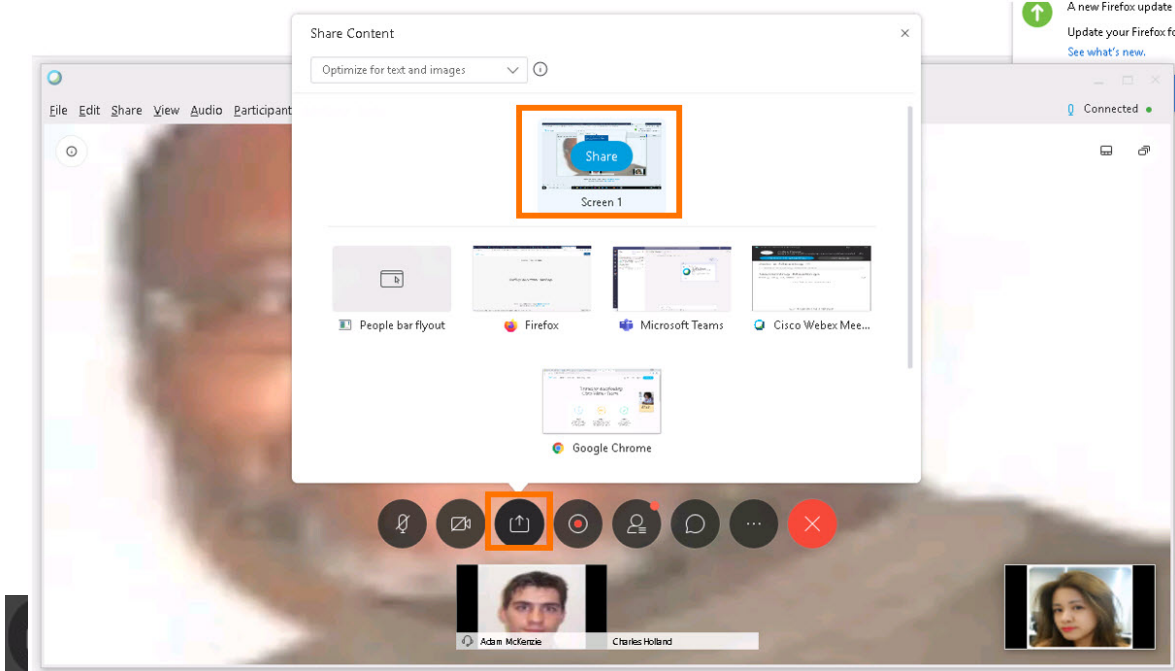 A new Firefox update
Update your Firefox fo
See what's new.
Share Content
Optimize for text and images
File Edit Share View Audio Participant
Connected
Share
Screen 1
People bar flyout
Firefox
Microsoft Teams
Cisco Webex Mee...
Google Chrome
Adam McKenzie
Charles Holland